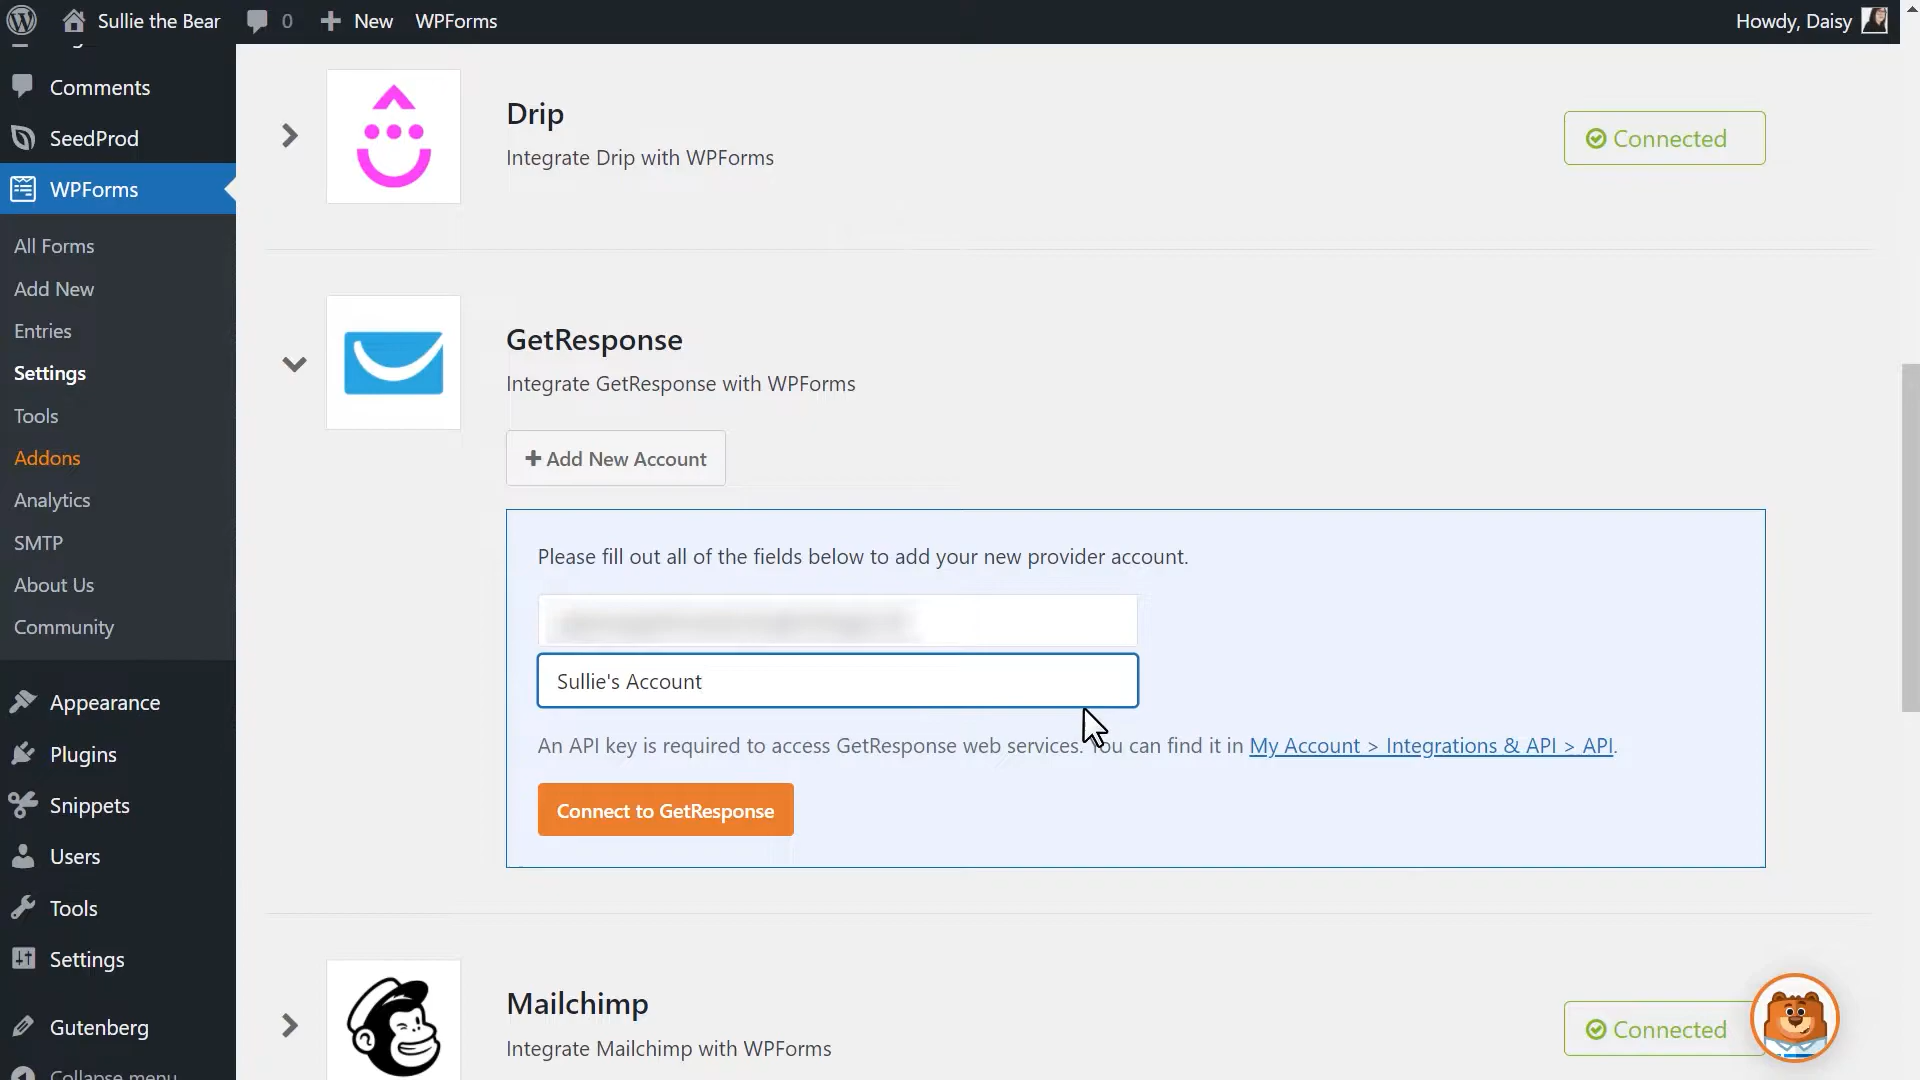 Sullie the Bear
0
New
WPForms
Howdy, Daisy
Comments
SeedProd
WPForms
All Forms
Add New
Entries
Settings
Tools
Addons
Analytics
SMTP
About Us
Community
Appearance
Plugins
Snippets
Users
Tools
Settings
Gutenberg
Collapse menu
Drip
Integrate Drip with WPForms
Connected
GetResponse
Integrate GetResponse with WPForms
Add New Account
Please fill out all of the fields below to add your new provider account.
Sullie's Account
An API key is required to access GetResponse web services. You can find it in My Account > Integrations & API > API.
Connect to GetResponse
Mailchimp
Integrate Mailchimp with WPForms
Connected